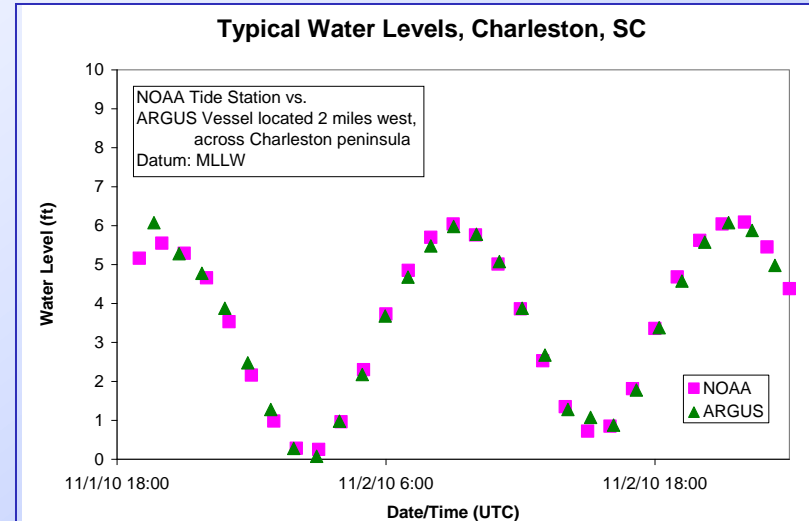 Typical Water Levels, Charleston, SC
10
9
8
7
6
5
4
3
2
1
0
Water Level (ft)
NOAA Tide Station vs.
ARGUS Vessel located 2 miles west,
across Charleston peninsula
Datum: MLLW
NOAA
ARGUS
11/1/10 18:00
11/2/10 6:00
11/2/10 18:00
Date/Time (UTC)